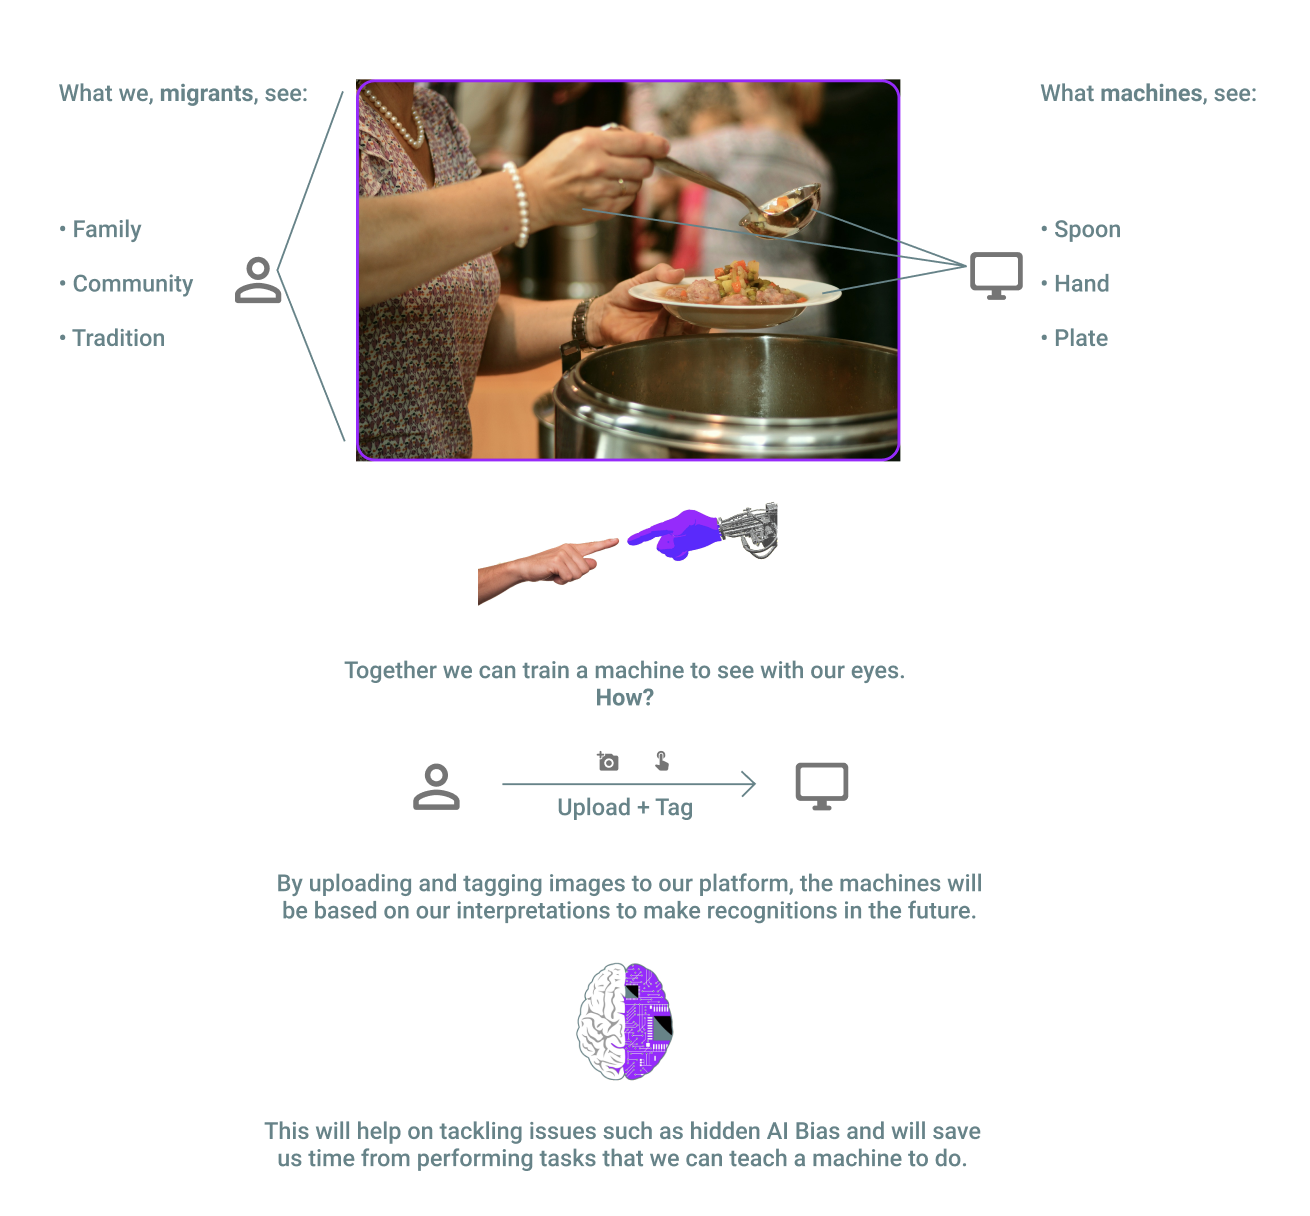 What we, migrants, see:
• Family
• Community
• Tradition
What machines, see:
• Spoon
• Hand
• Plate
Together we can train a machine to see with our eyes.
How?
Upload + Tag
By uploading and tagging images to our platform, the machines will
be based on our interpretations to make recognitions in the future.
This will help on tackling issues such as hidden AI Bias and will save
us time from performing tasks that we can teach a machine to do.